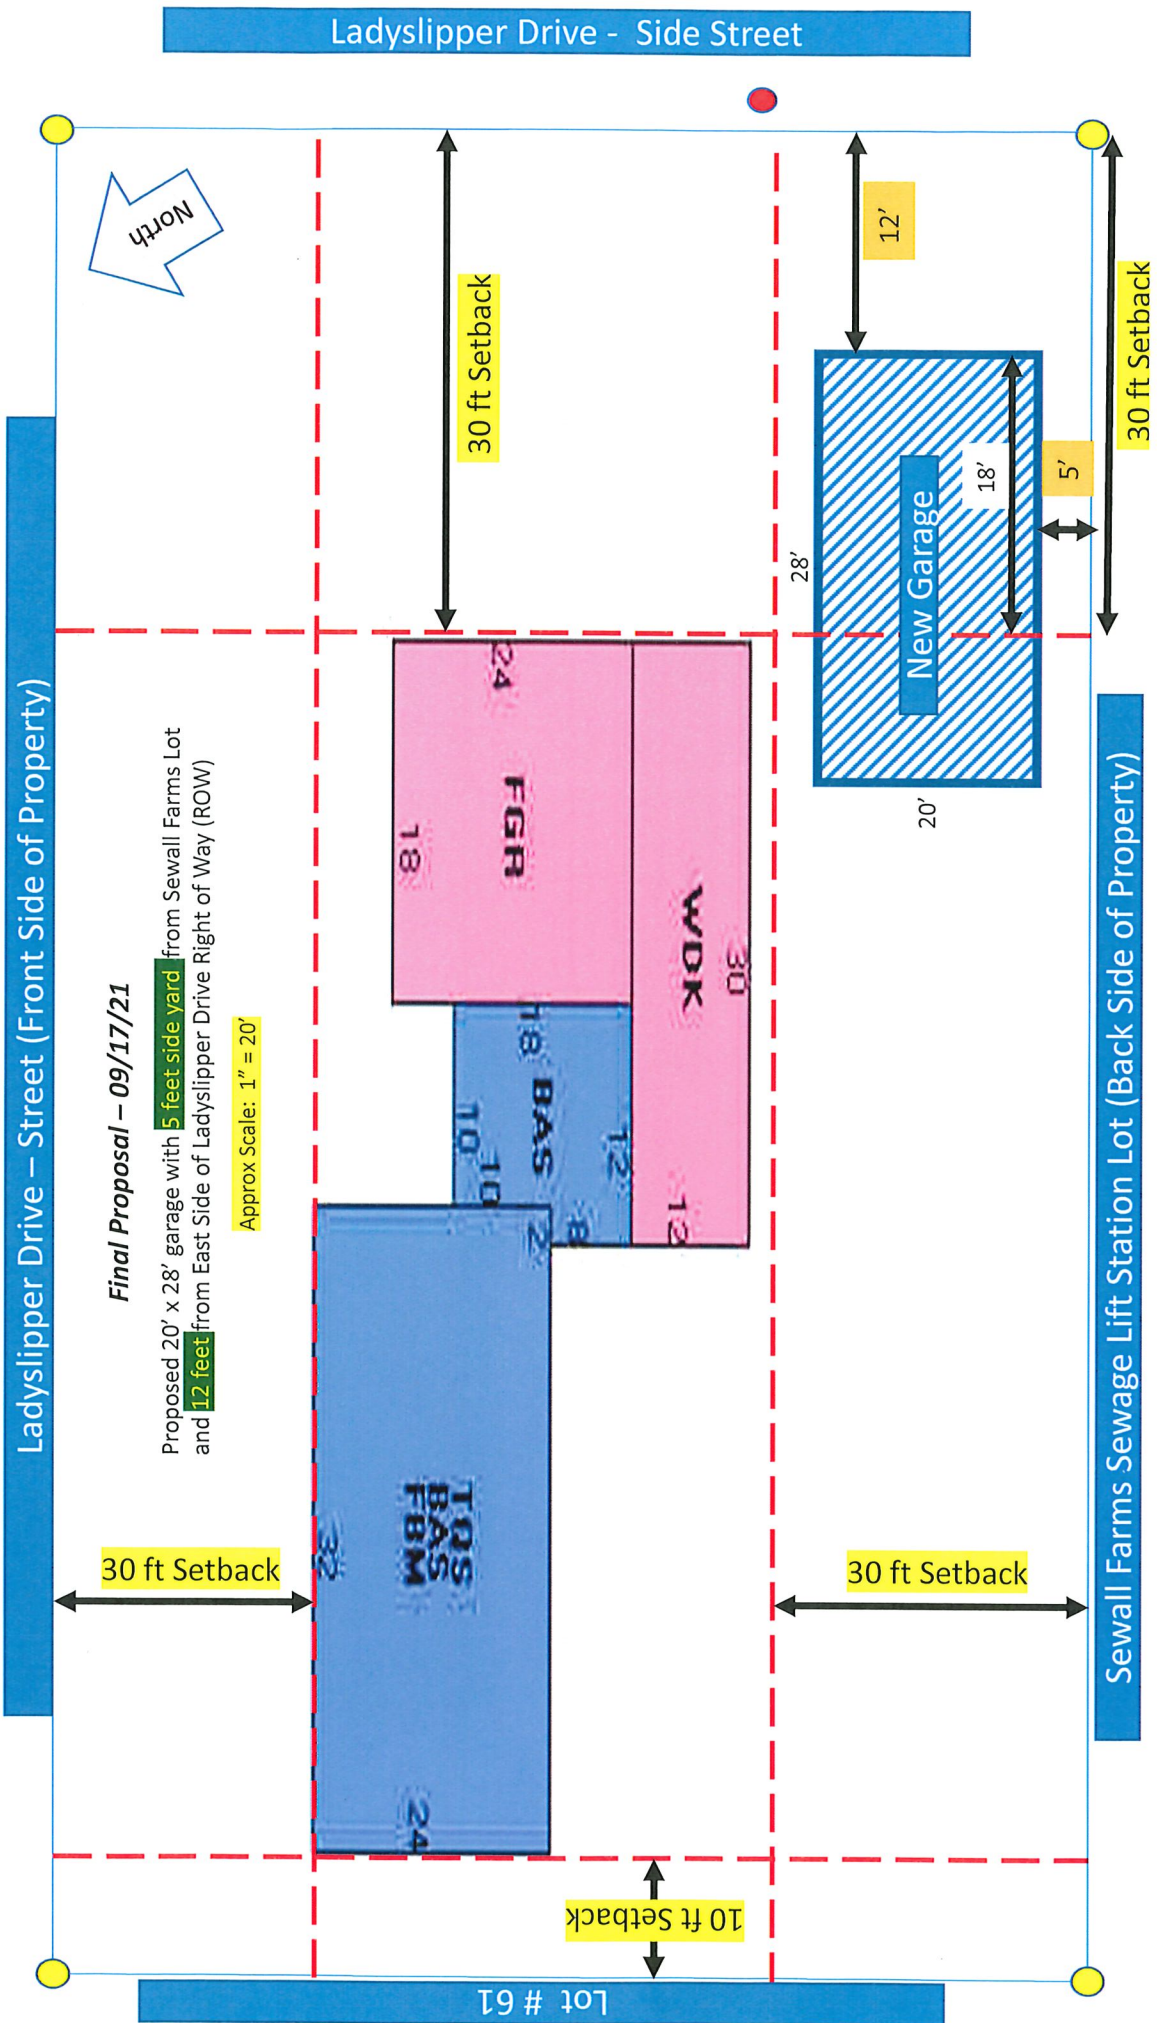 Ladyslipper Drive - Side Street
North
30 ft Setback
12'
30 ft Setback
28'
New Garage
18'
5'
20'
Ladyslipper Drive – Street (Front Side of Property)
Final Proposal – 09/17/21
Proposed 20' x 28' garage with 5 feet side yard from Sewall Farms Lot
and 12 feet from East Side of Ladyslipper Drive Right of Way (ROW)
Approx Scale: 1" = 20'
24
FGR
18
WDK
30
12
18
BAS
10
10
12
2
8
TQS
BAS
FBM
32
24
30 ft Setback
30 ft Setback
Sewall Farms Sewage Lift Station Lot (Back Side of Property)
10 ft Setback
Lot # 61